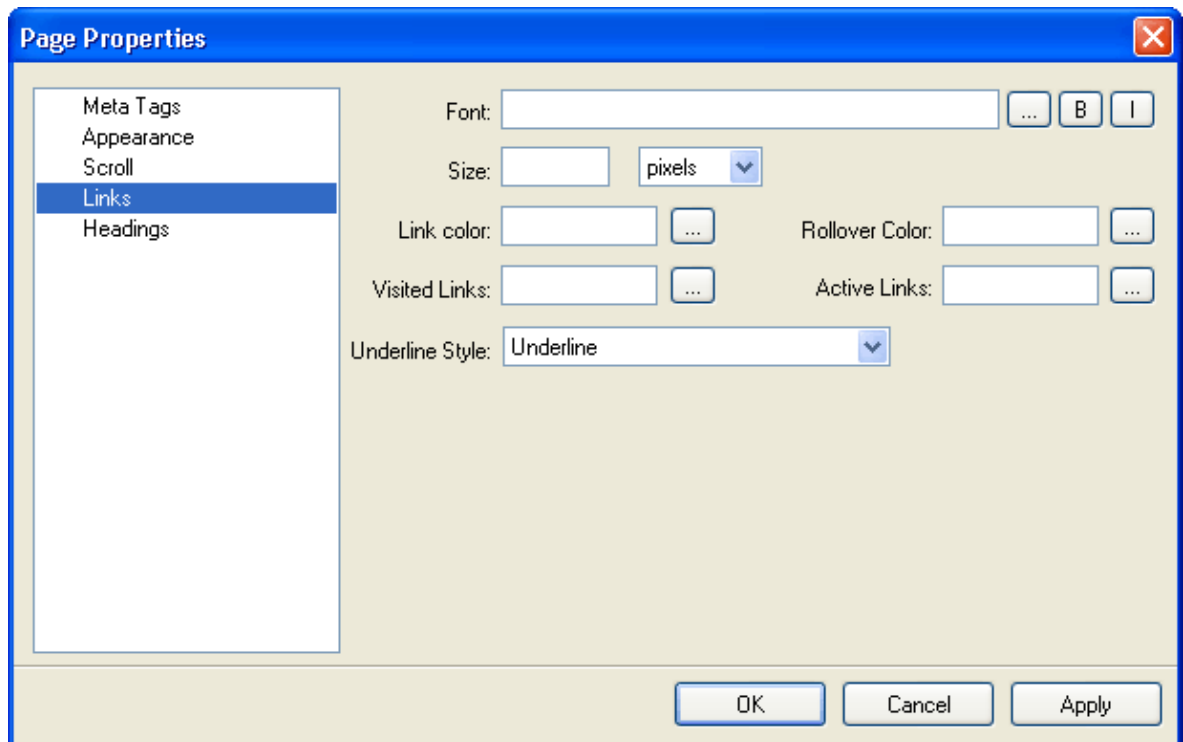 Page Properties
Meta Tags
Appearance
Scroll
Links
Headings
Font: ... B I
Size: pixels
Link color: ... Rollover Color: ...
Visited Links: ... Active Links: ...
Underline Style: Underline
OK Cancel Apply